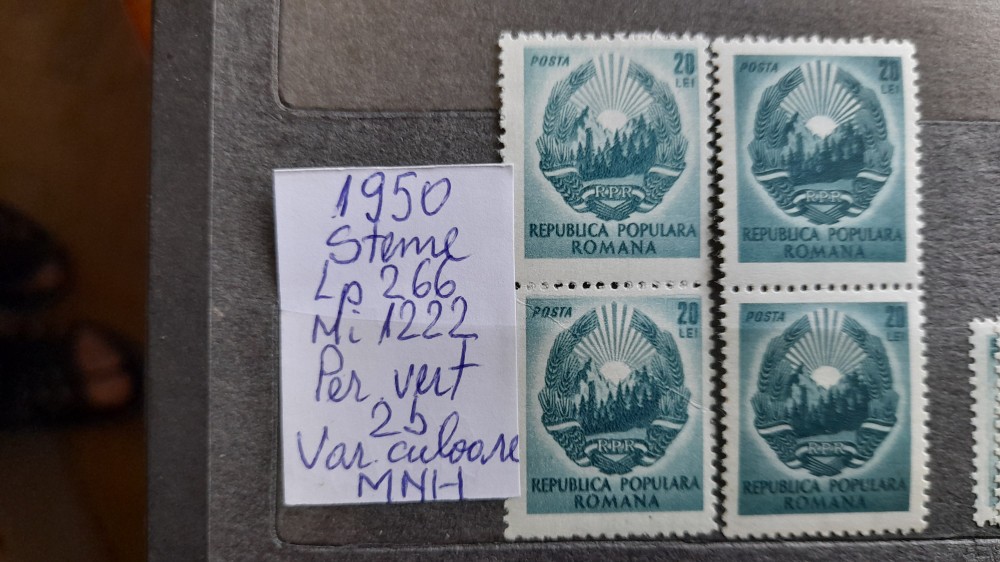 1950
Steme
Lp 266
Mi 1222
Per. vert
25
Var. culoare
MNH
POSTA 20 LEI
RPR
REPUBLICA POPULARA
ROMANA
POSTA 20 LEI
RPR
REPUBLICA POPULARA
ROMANA
POSTA 20 LEI
RPR
REPUBLICA POPULARA
ROMANA
POSTA 20 LEI
RPR
REPUBLICA POPULARA
ROMANA